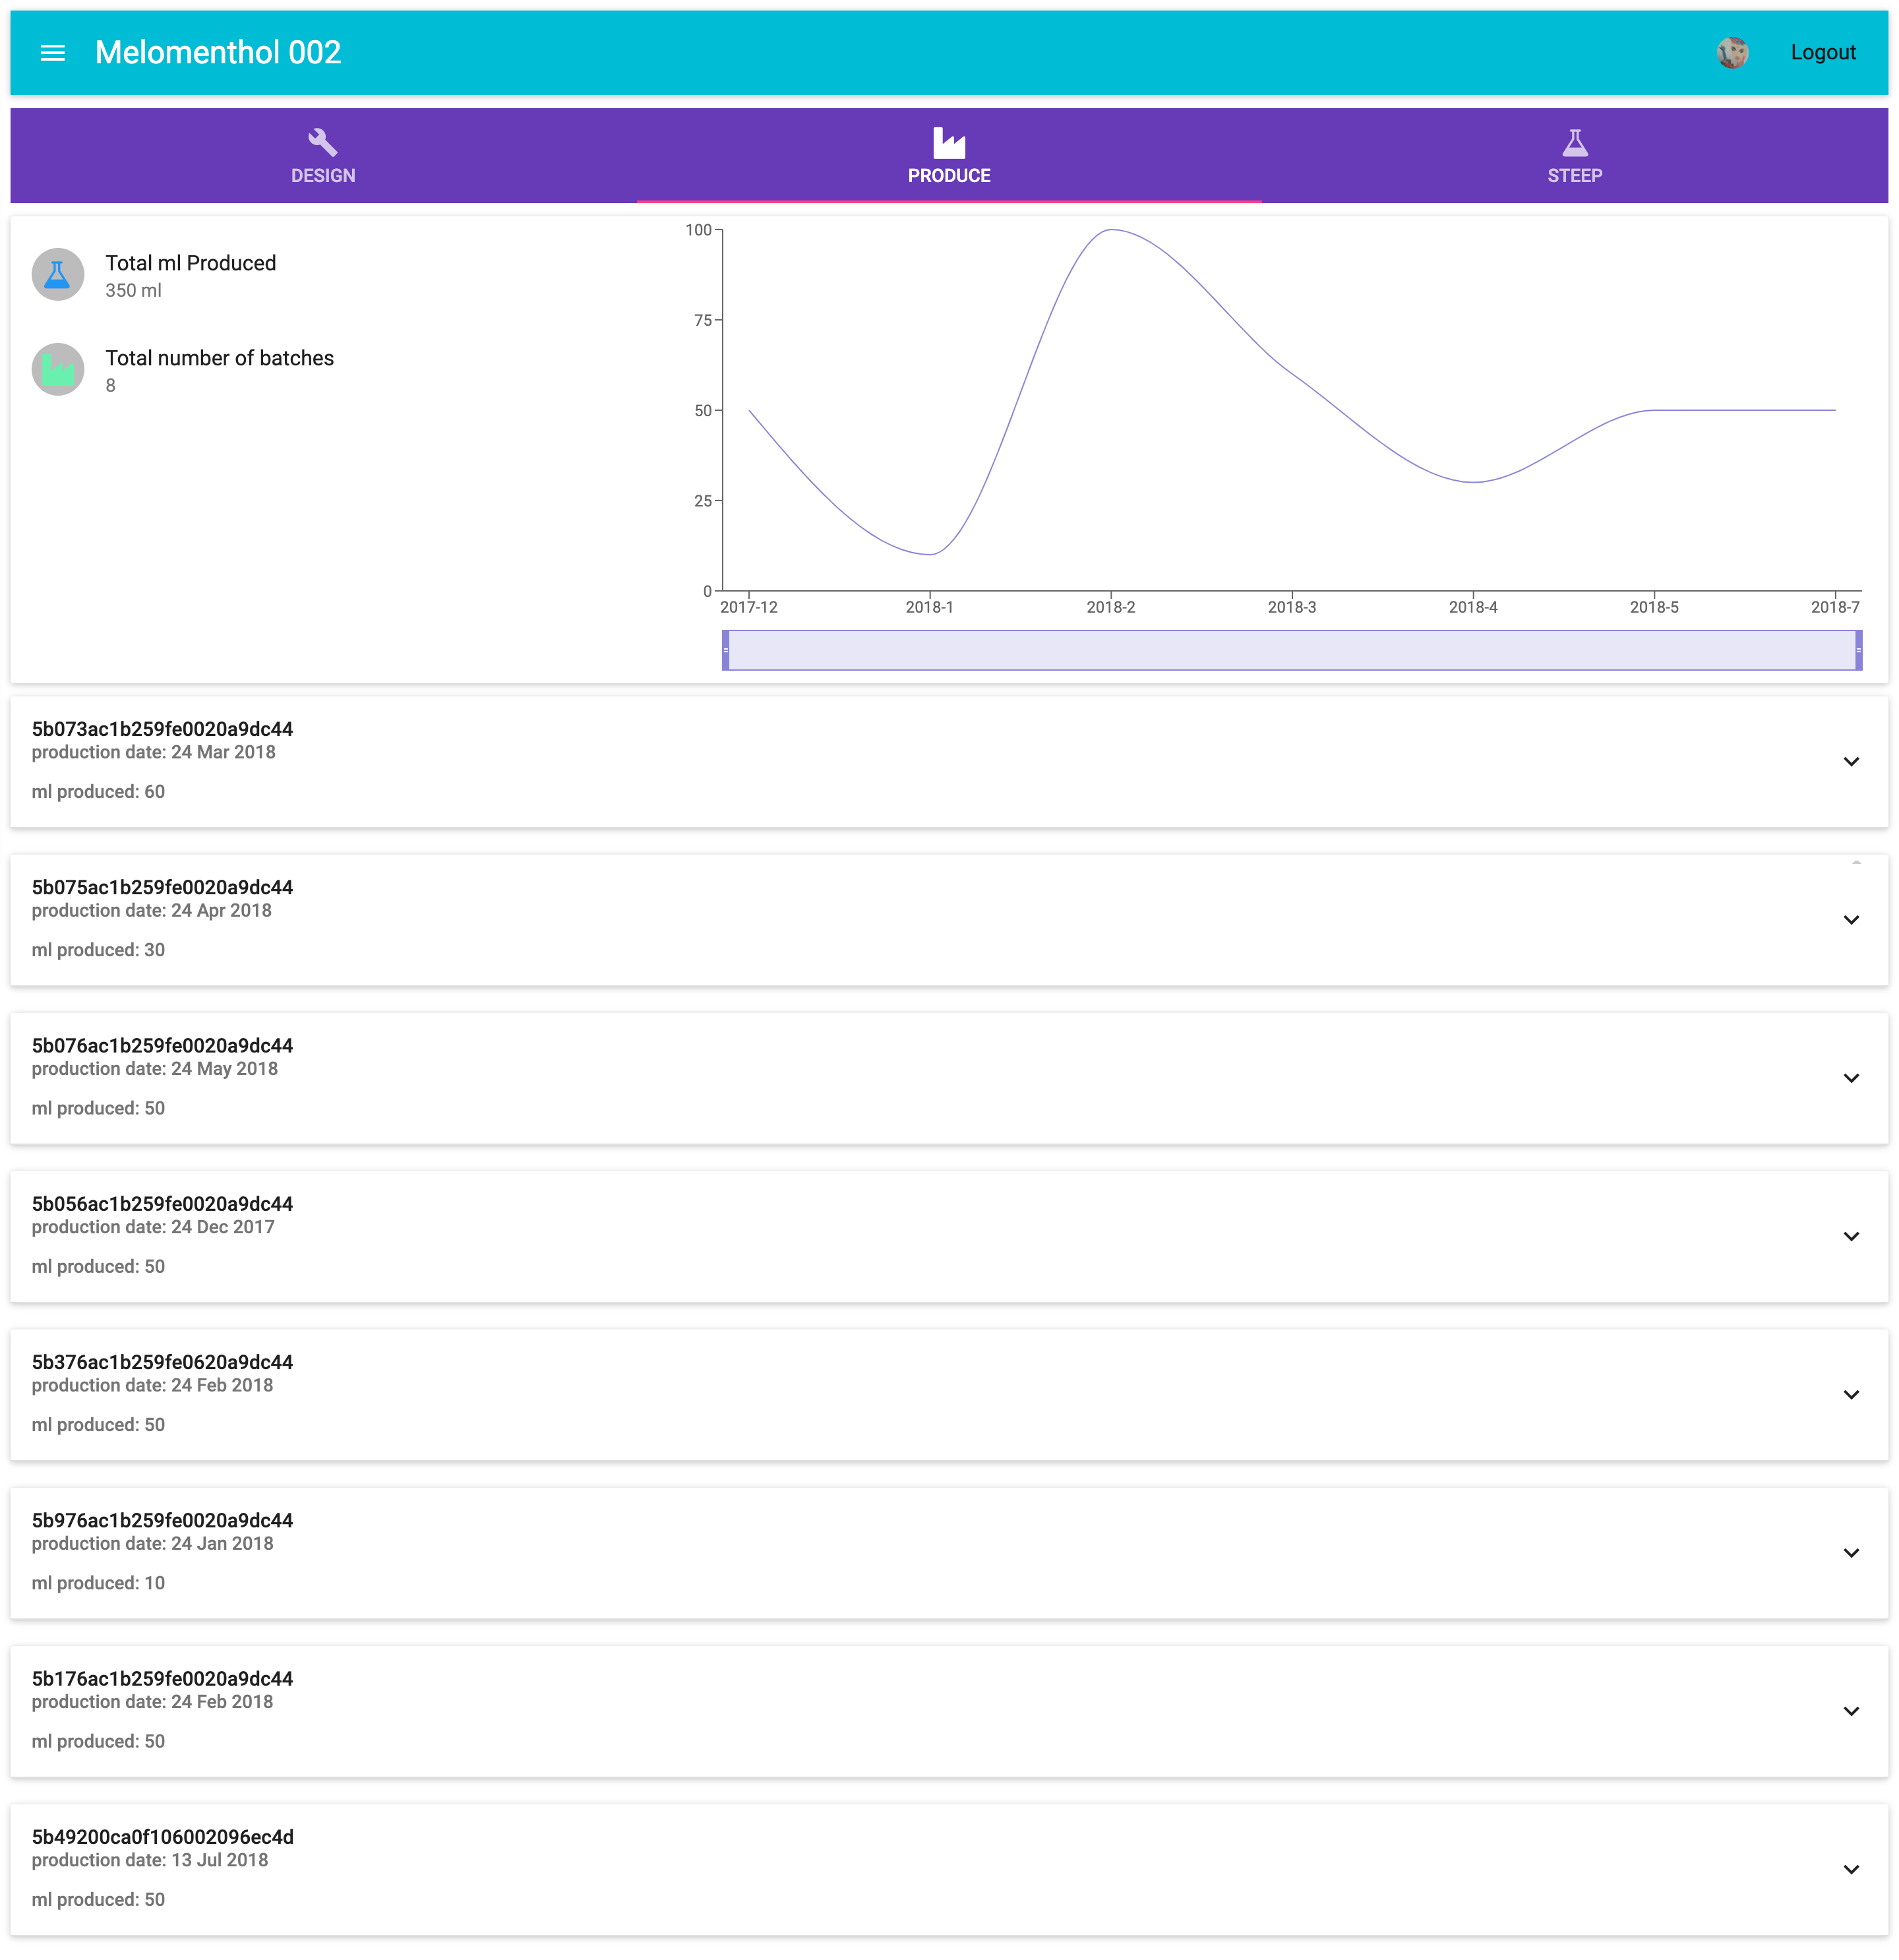 Melomenthol 002
Logout
DESIGN
PRODUCE
STEEP
Total ml Produced
350 ml
Total number of batches
8
100
75
50
25
0
2017-12 2018-1 2018-2 2018-3 2018-4 2018-5 2018-7
5b073ac1b259fe0020a9dc44
production date: 24 Mar 2018
ml produced: 60
5b075ac1b259fe0020a9dc44
production date: 24 Apr 2018
ml produced: 30
5b076ac1b259fe0020a9dc44
production date: 24 May 2018
ml produced: 50
5b056ac1b259fe0020a9dc44
production date: 24 Dec 2017
ml produced: 50
5b376ac1b259fe0620a9dc44
production date: 24 Feb 2018
ml produced: 50
5b976ac1b259fe0020a9dc44
production date: 24 Jan 2018
ml produced: 10
5b176ac1b259fe0020a9dc44
production date: 24 Feb 2018
ml produced: 50
5b49200ca0f106002096ec4d
production date: 13 Jul 2018
ml produced: 50